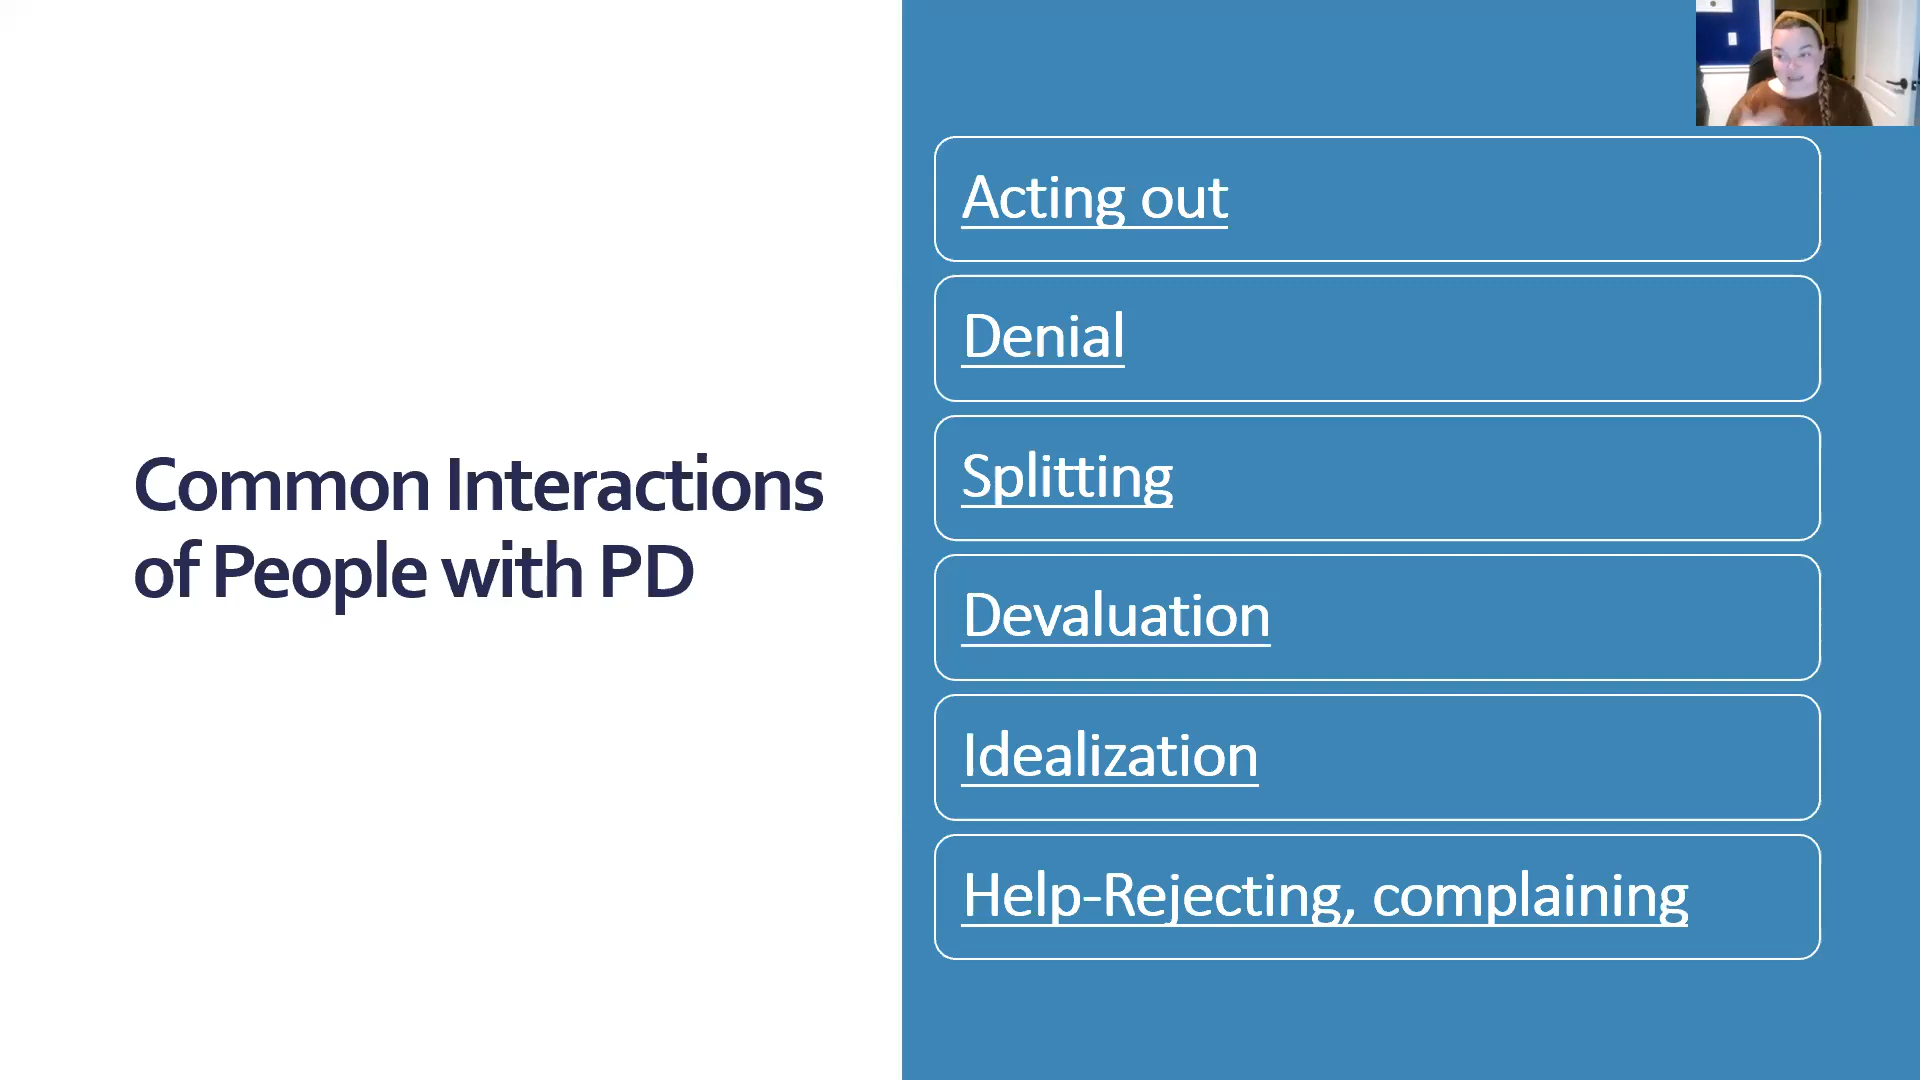 Common Interactions
of People with PD
Acting out
Denial
Splitting
Devaluation
Idealization
Help-Rejecting, complaining